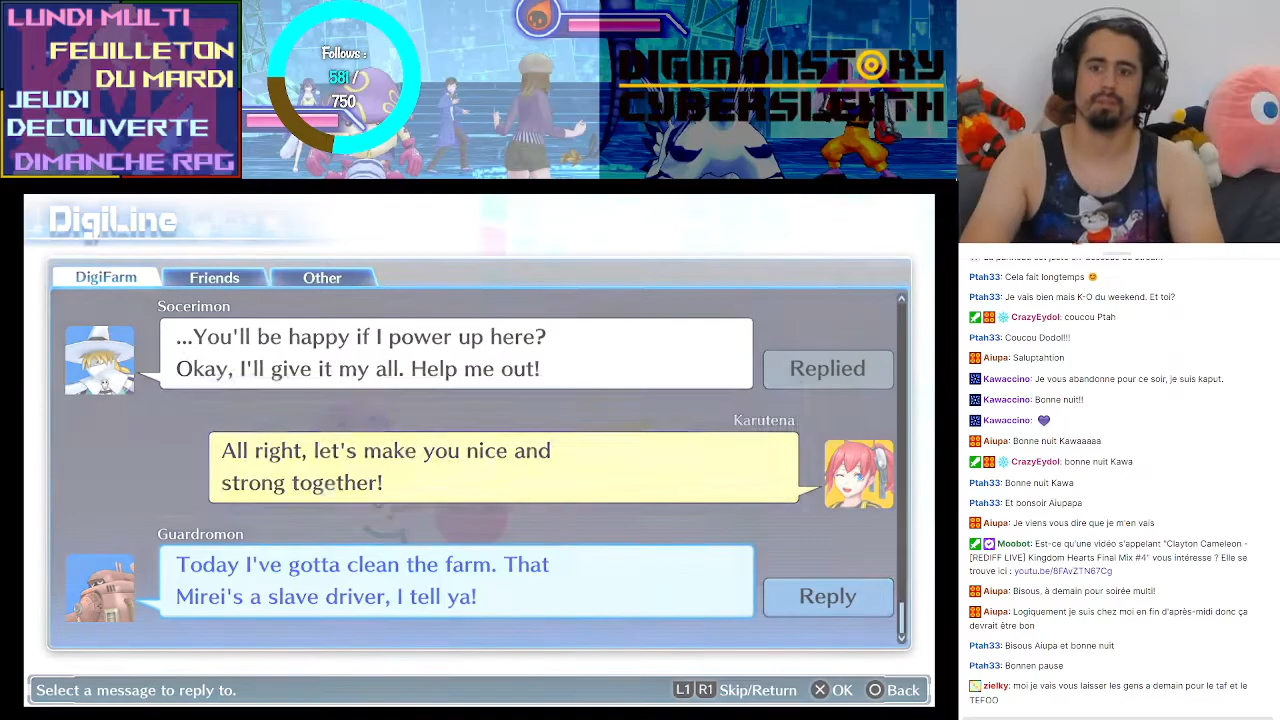 LUNDI MULTI
FEUILLETON
DU MARDI
JEUDI
DECOUVERTE
DIMANCHE RPG
Follows :
581 /
750
DIGIMON STORY
CYBER SLEUTH
DigiLine
DigiFarm
Friends
Other
Socerimon
...You'll be happy if I power up here?
Okay, I'll give it my all. Help me out!
Replied
Karutena
All right, let's make you nice and
strong together!
Guardromon
Today I've gotta clean the farm. That
Mirei's a slave driver, I tell ya!
Reply
Select a message to reply to.
L1 R1 Skip/Return OK Back
Ptah33: Cela fait longtemps
Ptah33: Je vais bien mais K-O du weekend. Et toi?
CrazyEydol: coucou Ptah
Ptah33: Coucou Dodol!!!
Aiupa: Saluptahtion
Kawaccino: Je vous abandonne pour ce soir, je suis kaput.
Kawaccino: Bonne nuit!!
Kawaccino:
Aiupa: Bonne nuit Kawaaaaa
CrazyEydol: bonne nuit Kawa
Ptah33: Bonne nuit Kawa
Ptah33: Et bonsoir Aiupapa
Aiupa: Je viens vous dire que je m'en vais
Moobot: Est-ce qu'une vidéo s'appelant "Clayton Cameleon -
[REDIFF LIVE] Kingdom Hearts Final Mix #4" vous intéresse ? Elle se
trouve ici : youtu.be/8FAvZTN67Cg
Aiupa: Bisous, à demain pour soirée multi!
Aiupa: Logiquement je suis chez moi en fin d'après-midi donc ça
devrait être bon
Ptah33: Bisous Aiupa et bonne nuit
Ptah33: Bonnen pause
zielky: moi je vais vous laisser les gens a demain pour le taf et le
TEFOO